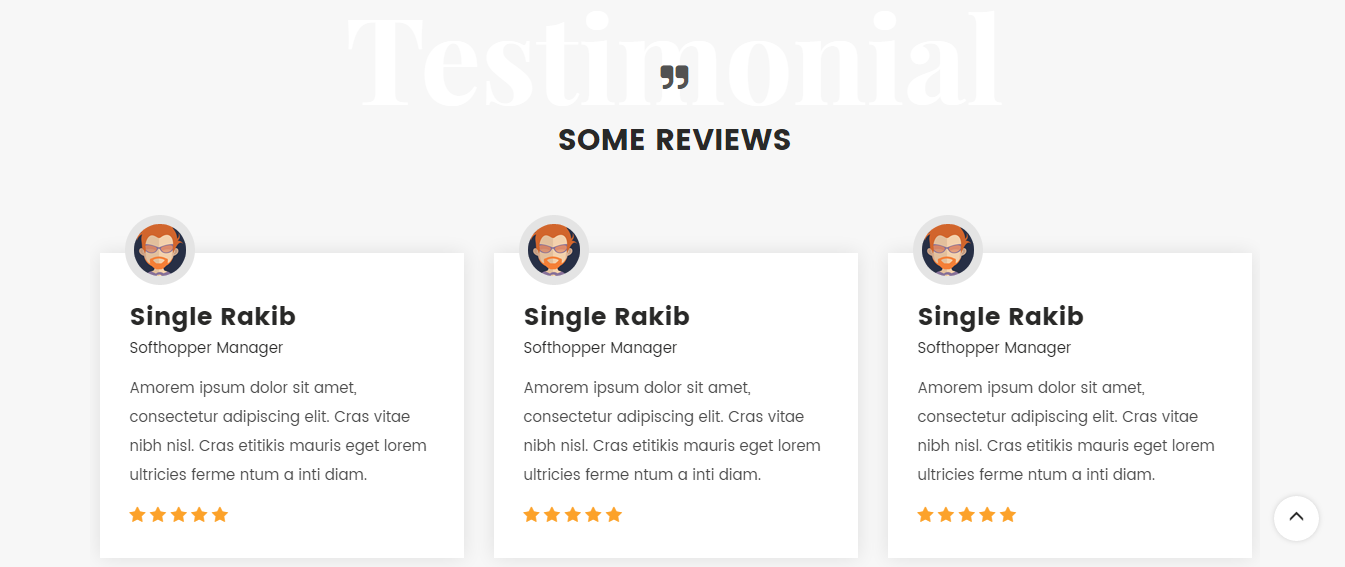 Testimonial
❞
SOME REVIEWS
Single Rakib
Softhopper Manager
Amorem ipsum dolor sit amet,
consectetur adipiscing elit. Cras vitae
nibh nisl. Cras etitikis mauris eget lorem
ultricies ferme ntum a inti diam.
Single Rakib
Softhopper Manager
Amorem ipsum dolor sit amet,
consectetur adipiscing elit. Cras vitae
nibh nisl. Cras etitikis mauris eget lorem
ultricies ferme ntum a inti diam.
Single Rakib
Softhopper Manager
Amorem ipsum dolor sit amet,
consectetur adipiscing elit. Cras vitae
nibh nisl. Cras etitikis mauris eget lorem
ultricies ferme ntum a inti diam.